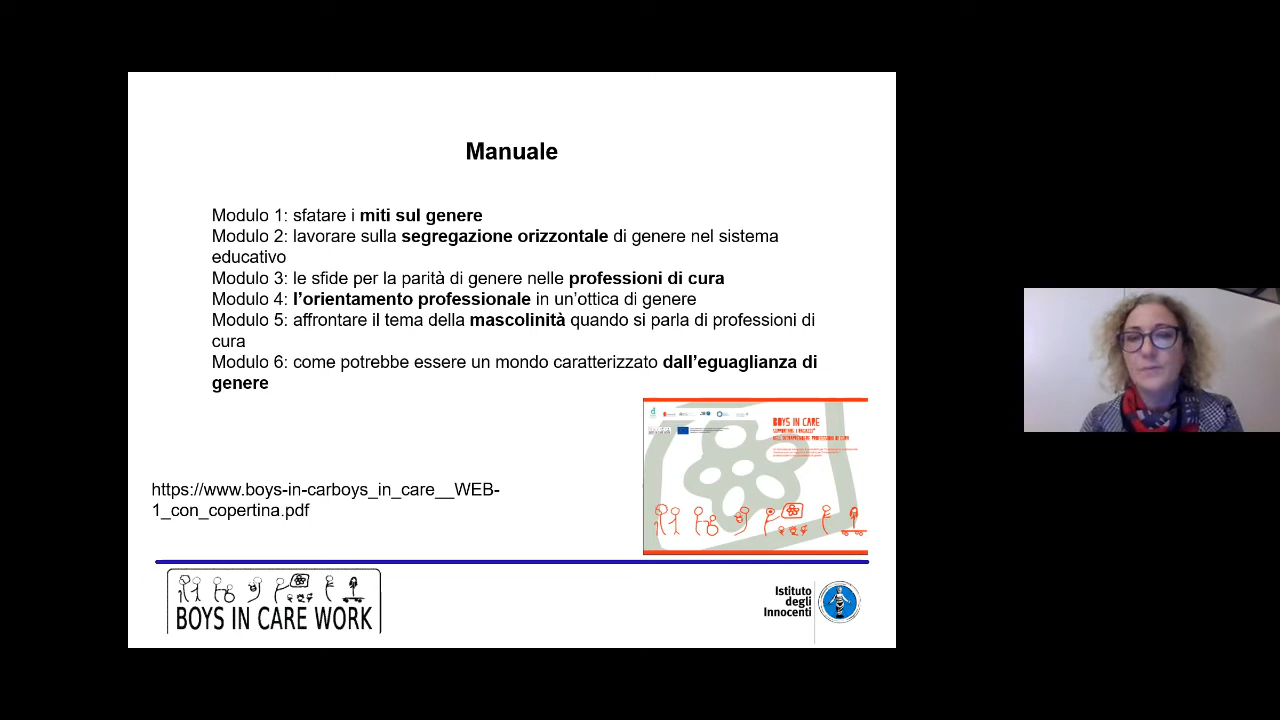 Manuale
Modulo 1: sfatare i miti sul genere
Modulo 2: lavorare sulla segregazione orizzontale di genere nel sistema
educativo
Modulo 3: le sfide per la parità di genere nelle professioni di cura
Modulo 4: l’orientamento professionale in un’ottica di genere
Modulo 5: affrontare il tema della mascolinità quando si parla di professioni di
cura
Modulo 6: come potrebbe essere un mondo caratterizzato dall’eguaglianza di
genere
BOYS IN CARE
https://www.boys-in-carboys_in_care__WEB-
1_con_copertina.pdf
BOYS IN CARE WORK
Istituto
degli
Innocenti